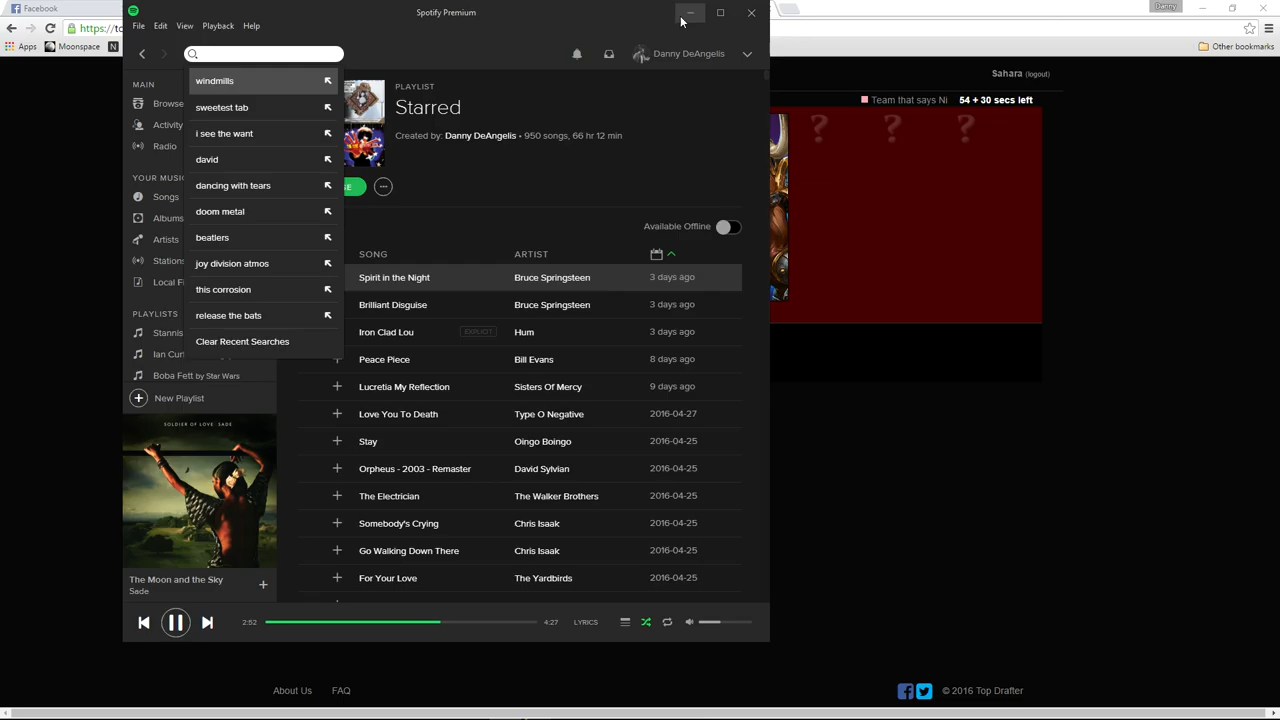 Facebook
Danny
https://to
Apps
Moonspace
Other bookmarks
Spotify Premium
File Edit View Playback Help
Danny DeAngelis
windmills
sweetest tab
i see the want
david
dancing with tears
doom metal
beatlers
joy division atmos
this corrosion
release the bats
Clear Recent Searches
MAIN
Browse
Activity
Radio
YOUR MUSIC
Songs
Albums
Artists
Stations
Local Fi
PLAYLISTS
Stannis
Ian Cur
Boba Fett by Star Wars
New Playlist
SOLDIER OF LOVE SADE
The Moon and the Sky
Sade
PLAYLIST
Starred
Created by: Danny DeAngelis • 950 songs, 66 hr 12 min
Available Offline
SONG ARTIST
Spirit in the Night Bruce Springsteen 3 days ago
Brilliant Disguise Bruce Springsteen 3 days ago
Iron Clad Lou EXPLICIT Hum 3 days ago
Peace Piece Bill Evans 8 days ago
Lucretia My Reflection Sisters Of Mercy 9 days ago
Love You To Death Type O Negative 2016-04-27
Stay Oingo Boingo 2016-04-25
Orpheus - 2003 - Remaster David Sylvian 2016-04-25
The Electrician The Walker Brothers 2016-04-25
Somebody's Crying Chris Isaak 2016-04-25
Go Walking Down There Chris Isaak 2016-04-25
For Your Love The Yardbirds 2016-04-25
2:52 4:27 LYRICS
Sahara (logout)
Team that says Ni 54 + 30 secs left
? ? ?
About Us FAQ
© 2016 Top Drafter